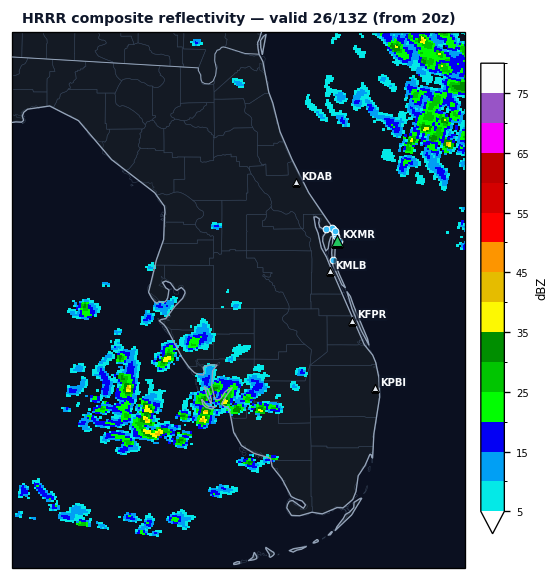 HRRR composite reflectivity — valid 26/13Z (from 20z)
KDAB
KXMR
KMLB
KFPR
KPBI
75
65
55
45
35
25
15
5
dBZ